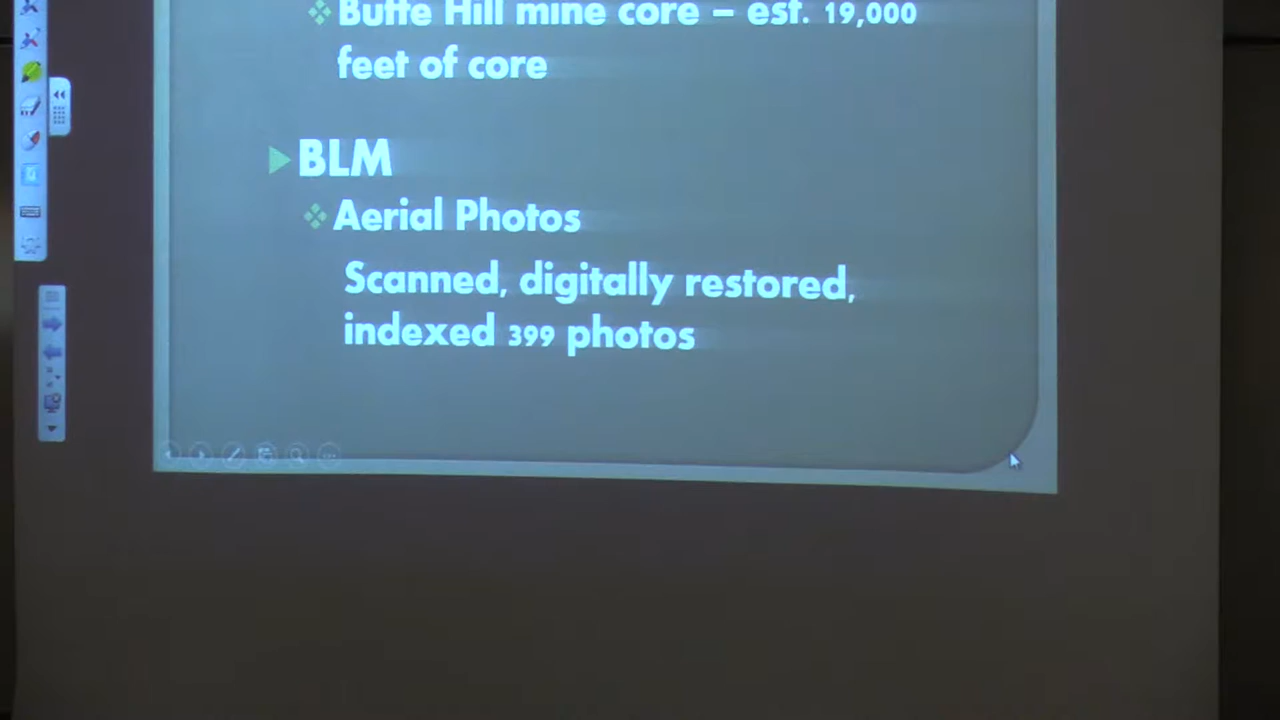 Butte Hill mine core – est. 19,000
feet of core
BLM
Aerial Photos
Scanned, digitally restored,
indexed 399 photos